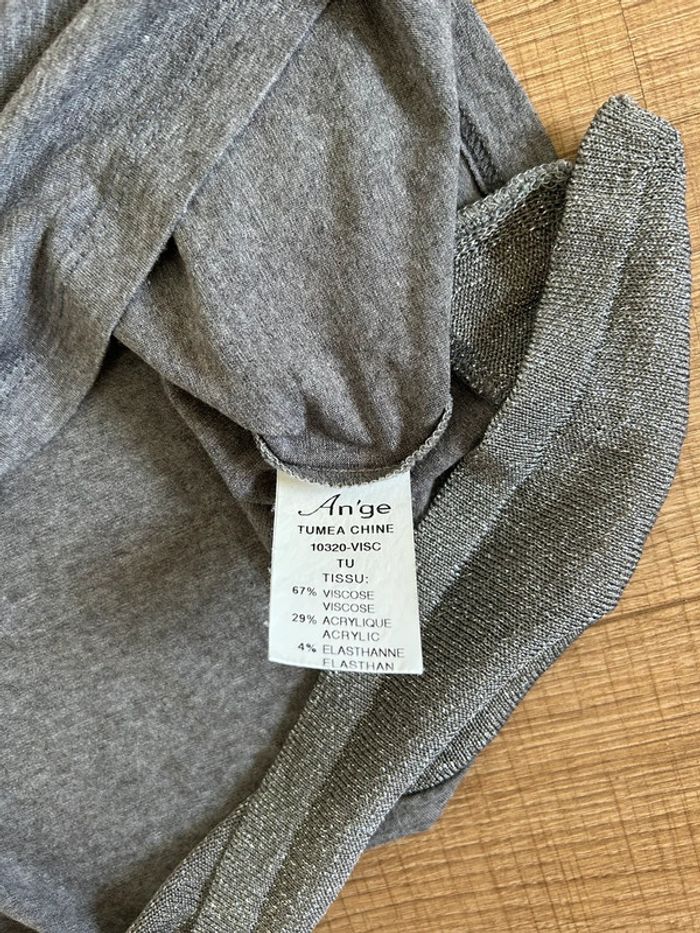 An'ge
TUMEA CHINE
10320-VISC
TU
TISSU:
67% VISCOSE
VISCOSE
29% ACRYLIQUE
ACRYLIC
4% ELASTHANNE
ELASTHAN